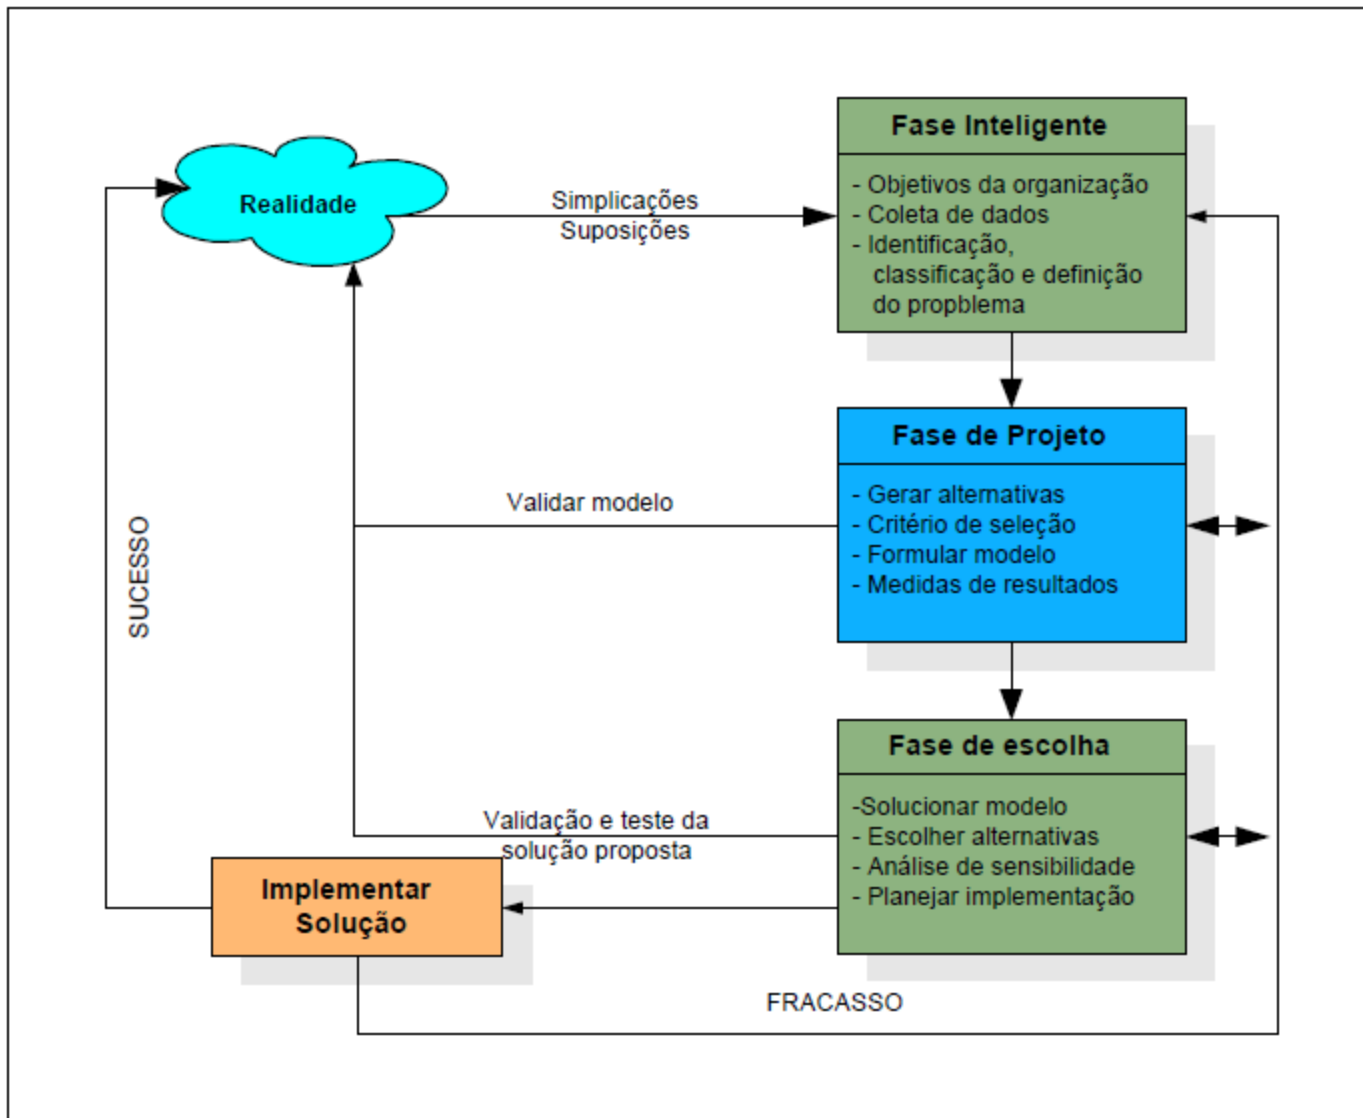 Fase Inteligente
- Objetivos da organização
- Coleta de dados
- Identificação,
classificação e definição
do propblema
Realidade
Simplicações
Suposições
Fase de Projeto
- Gerar alternativas
- Critério de seleção
- Formular modelo
- Medidas de resultados
Validar modelo
SUCESSO
Fase de escolha
-Solucionar modelo
- Escolher alternativas
- Análise de sensibilidade
- Planejar implementação
Validação e teste da
solução proposta
Implementar
Solução
FRACASSO